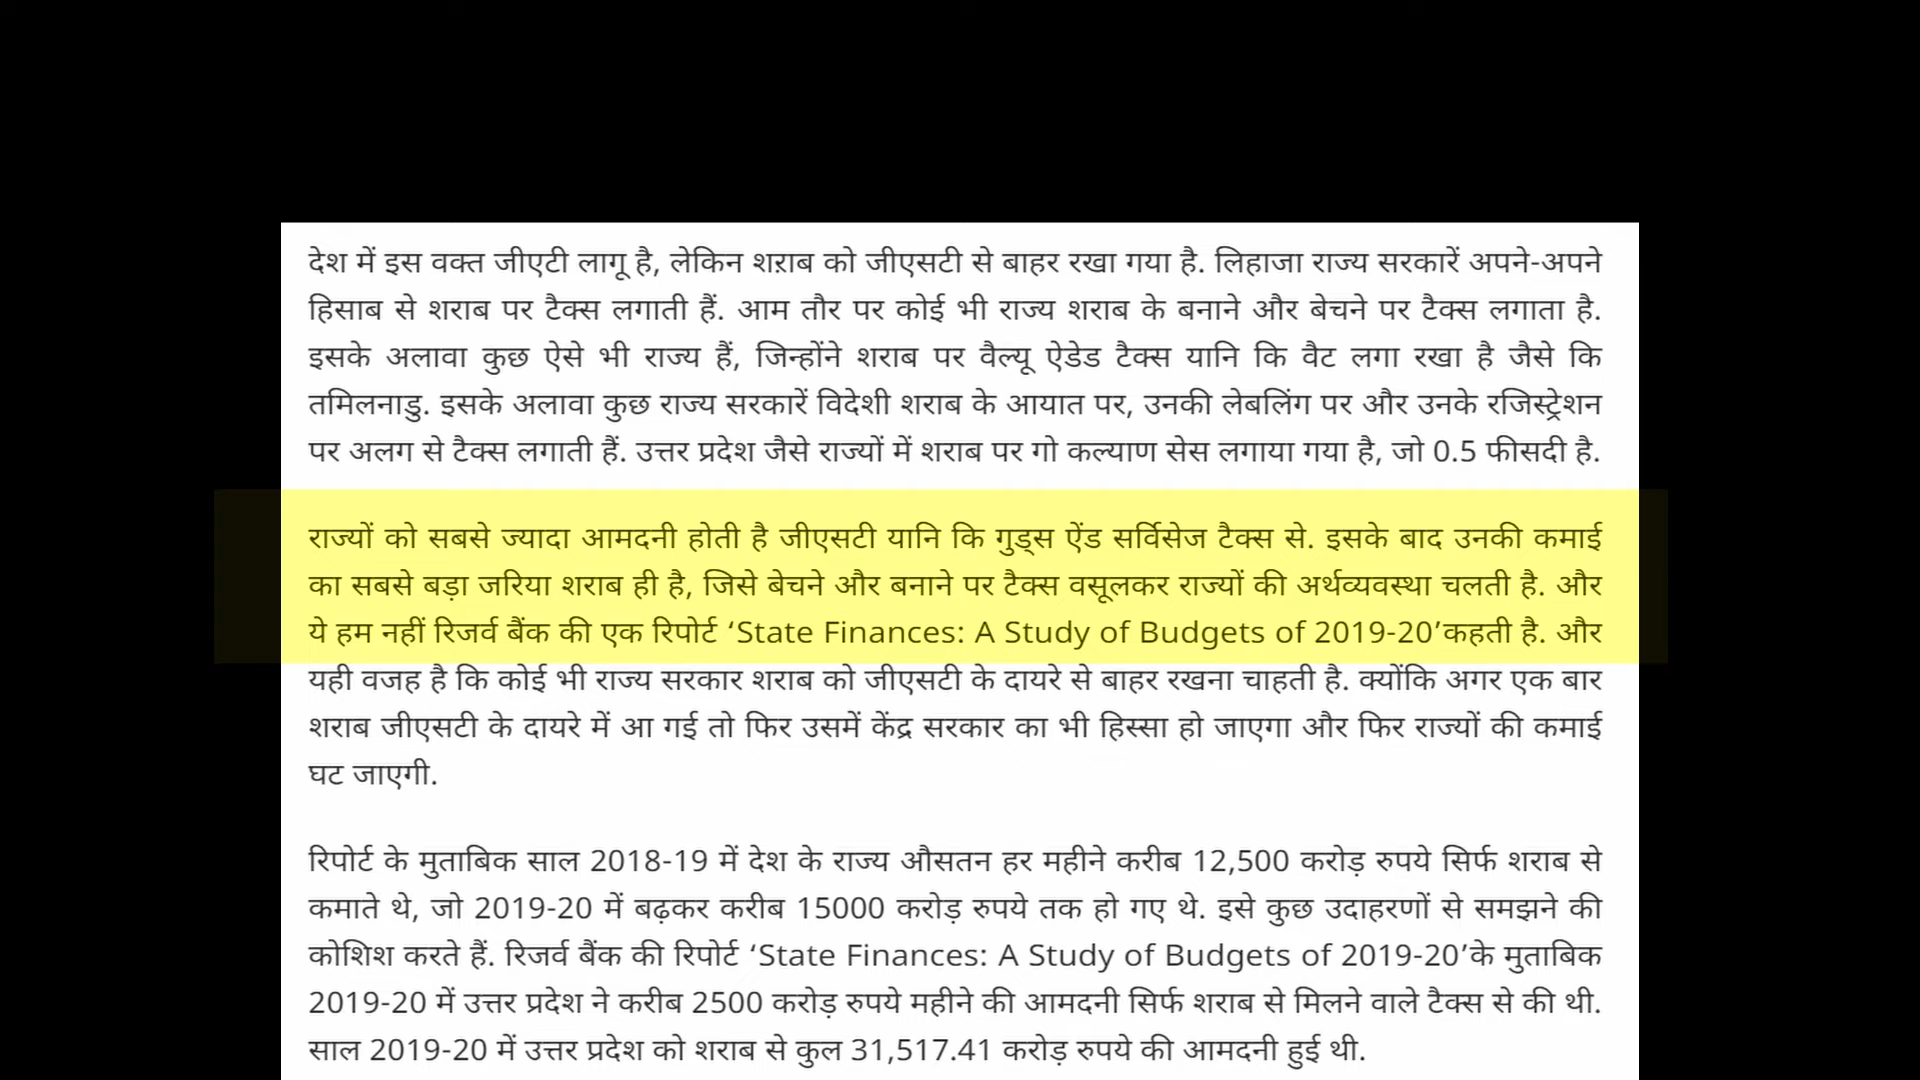 देश में इस वक्त जीएटी लागू है, लेकिन शऱाब को जीएसटी से बाहर रखा गया है. लिहाजा राज्य सरकारें अपने-अपने
हिसाब से शराब पर टैक्स लगाती हैं. आम तौर पर कोई भी राज्य शराब के बनाने और बेचने पर टैक्स लगाता है.
इसके अलावा कुछ ऐसे भी राज्य हैं, जिन्होंने शराब पर वैल्यू ऐडेड टैक्स यानि कि वैट लगा रखा है जैसे कि
तमिलनाडु. इसके अलावा कुछ राज्य सरकारें विदेशी शराब के आयात पर, उनकी लेबलिंग पर और उनके रजिस्ट्रेशन
पर अलग से टैक्स लगाती हैं. उत्तर प्रदेश जैसे राज्यों में शराब पर गो कल्याण सेस लगाया गया है, जो 0.5 फीसदी है.
राज्यों को सबसे ज्यादा आमदनी होती है जीएसटी यानि कि गुड्स ऐंड सर्विसेज टैक्स से. इसके बाद उनकी कमाई
का सबसे बड़ा जरिया शराब ही है, जिसे बेचने और बनाने पर टैक्स वसूलकर राज्यों की अर्थव्यवस्था चलती है. और
ये हम नहीं रिजर्व बैंक की एक रिपोर्ट ‘State Finances: A Study of Budgets of 2019-20’कहती है. और
यही वजह है कि कोई भी राज्य सरकार शराब को जीएसटी के दायरे से बाहर रखना चाहती है. क्योंकि अगर एक बार
शराब जीएसटी के दायरे में आ गई तो फिर उसमें केंद्र सरकार का भी हिस्सा हो जाएगा और फिर राज्यों की कमाई
घट जाएगी.
रिपोर्ट के मुताबिक साल 2018-19 में देश के राज्य औसतन हर महीने करीब 12,500 करोड़ रुपये सिर्फ शराब से
कमाते थे, जो 2019-20 में बढ़कर करीब 15000 करोड़ रुपये तक हो गए थे. इसे कुछ उदाहरणों से समझने की
कोशिश करते हैं. रिजर्व बैंक की रिपोर्ट ‘State Finances: A Study of Budgets of 2019-20’के मुताबिक
2019-20 में उत्तर प्रदेश ने करीब 2500 करोड़ रुपये महीने की आमदनी सिर्फ शराब से मिलने वाले टैक्स से की थी.
साल 2019-20 में उत्तर प्रदेश को शराब से कुल 31,517.41 करोड़ रुपये की आमदनी हुई थी.